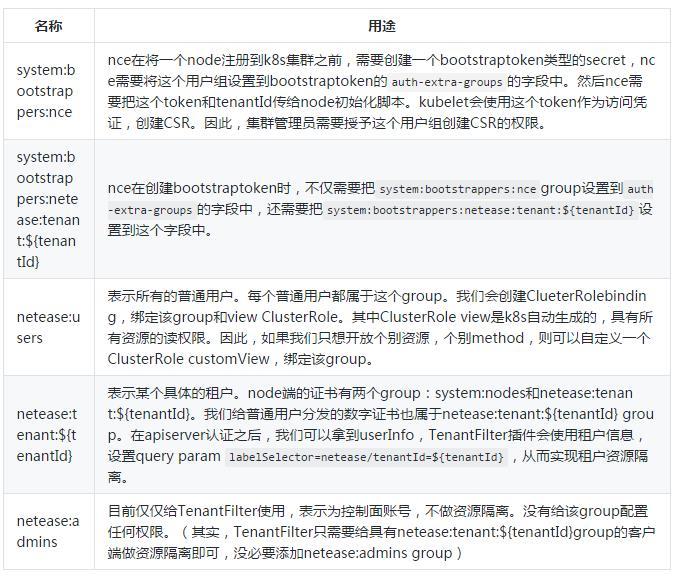 名称
用途
system:b
ootstrap
pers:nce
nce在将一个node注册到k8s集群之前，需要创建一个bootstraptoken类型的secret，nc
e需要将这个用户组设置到bootstraptoken的 auth-extra-groups 的字段中。然后nce需
要把这个token和tenantId传给node初始化脚本。kubelet会使用这个token作为访问凭
证，创建CSR。因此，集群管理员需要授予这个用户组创建CSR的权限。
system:b
ootstrap
pers:nete
ase:tenan
t:${tenan
tId}
nce在创建bootstraptoken时，不仅需要把 system:bootstrappers:nce group设置到 auth
-extra-groups 的字段中，还需要把 system:bootstrappers:netease:tenant:${tenantId} 设
置到这个字段中。
netease:u
sers
表示所有的普通用户。每个普通用户都属于这个group。我们会创建ClueterRolebindin
g，绑定该group和view ClusterRole。其中ClusterRole view是k8s自动生成的，具有所
有资源的读权限。因此，如果我们只想开放个别资源，个别method，则可以自定义一个
ClusterRole customView，绑定该group。
netease:t
enant:${t
enantId}
表示某个具体的租户。node端的证书有两个group：system:nodes和netease:tenan
t:${tenantId}。我们给普通用户分发的数字证书也属于netease:tenant:${tenantId} grou
p。在apiserver认证之后，我们可以拿到userInfo，TenantFilter插件会使用租户信息，
设置query param labelSelector=netease/tenantId=${tenantId} ，从而实现租户资源隔
离。
netease:a
dmins
目前仅仅给TenantFilter使用，表示为控制面账号，不做资源隔离。没有给该group配置
任何权限。（其实，TenantFilter只需要给具有netease:tenant:${tenantId}group的客户
端做资源隔离即可，没必要添加netease:admins group）